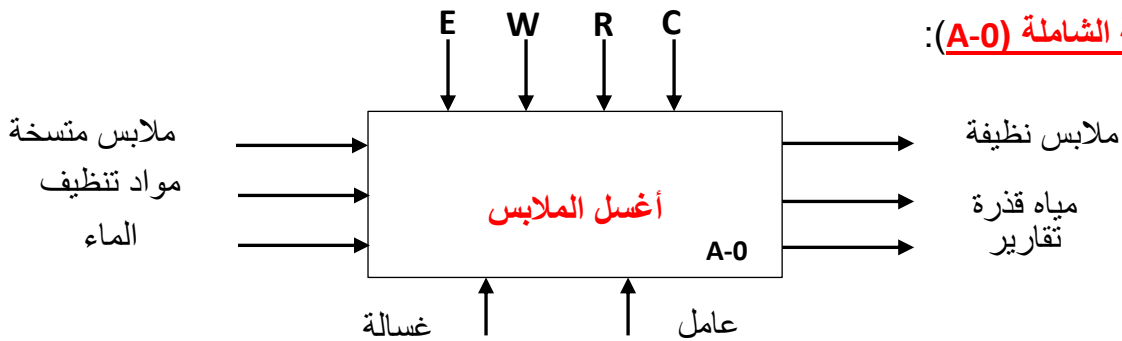 الشاملة (A-0):
E W R C
ملابس متسخة
مواد تنظيف
الماء
أغسل الملابس
A-0
ملابس نظيفة
مياه قذرة
تقارير
غسالة
عامل